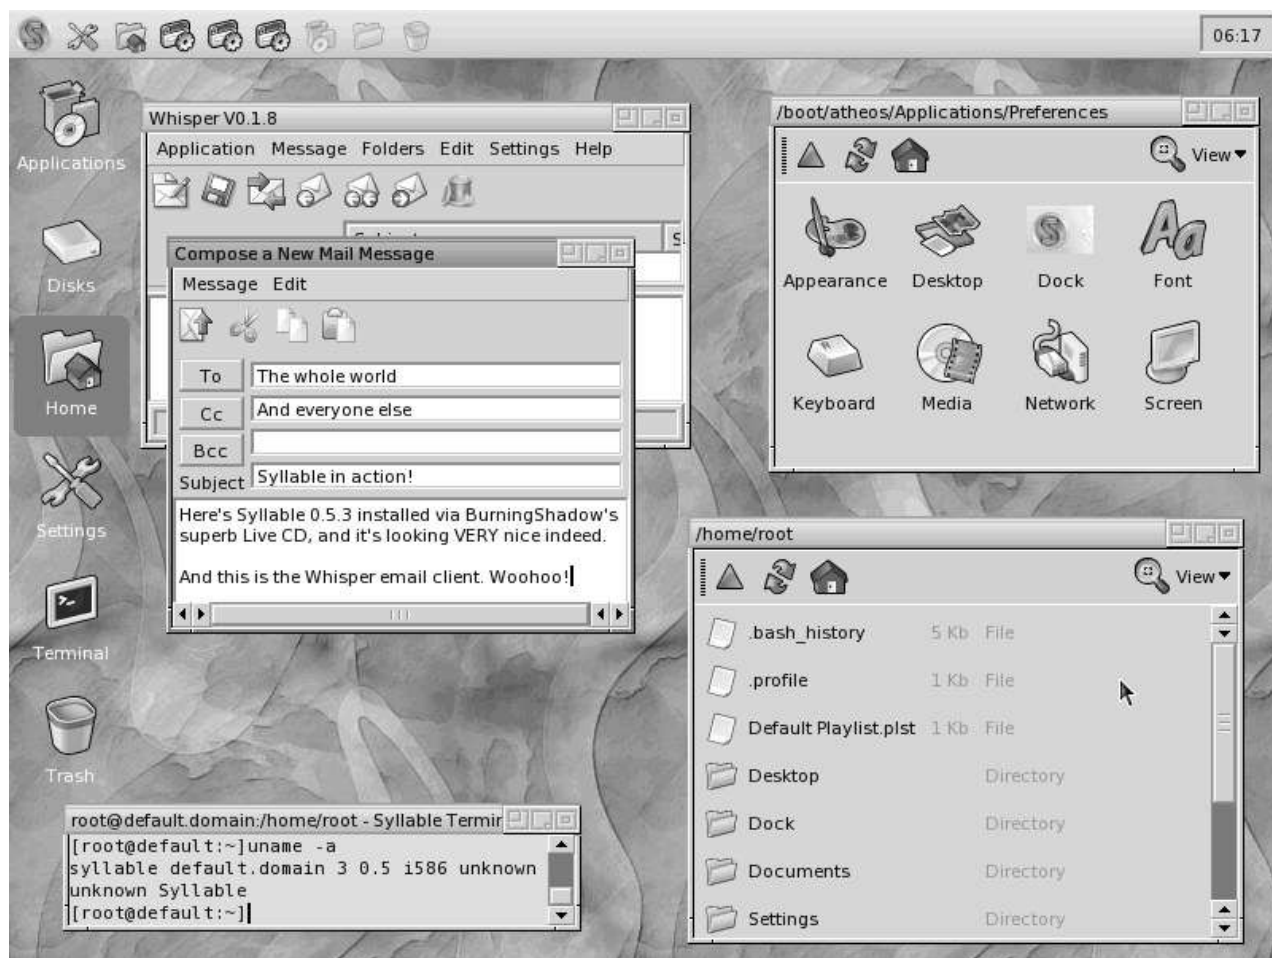 06:17
Applications
Disks
Home
Settings
Terminal
Trash
Whisper V0.1.8
Application Message Folders Edit Settings Help
Compose a New Mail Message
Message Edit
To The whole world
Cc And everyone else
Bcc
Subject Syllable in action!
Here's Syllable 0.5.3 installed via BurningShadow's
superb Live CD, and it's looking VERY nice indeed.
And this is the Whisper email client. Woohoo!
/boot/atheos/Applications/Preferences
View
Appearance Desktop Dock Font
Keyboard Media Network Screen
/home/root
View
.bash_history 5 Kb File
.profile 1 Kb File
Default Playlist.plst 1 Kb File
Desktop Directory
Dock Directory
Documents Directory
Settings Directory
root@default.domain:/home/root - Syllable Termir
[root@default:~]uname -a
syllable default.domain 3 0.5 i586 unknown
unknown Syllable
[root@default:~]